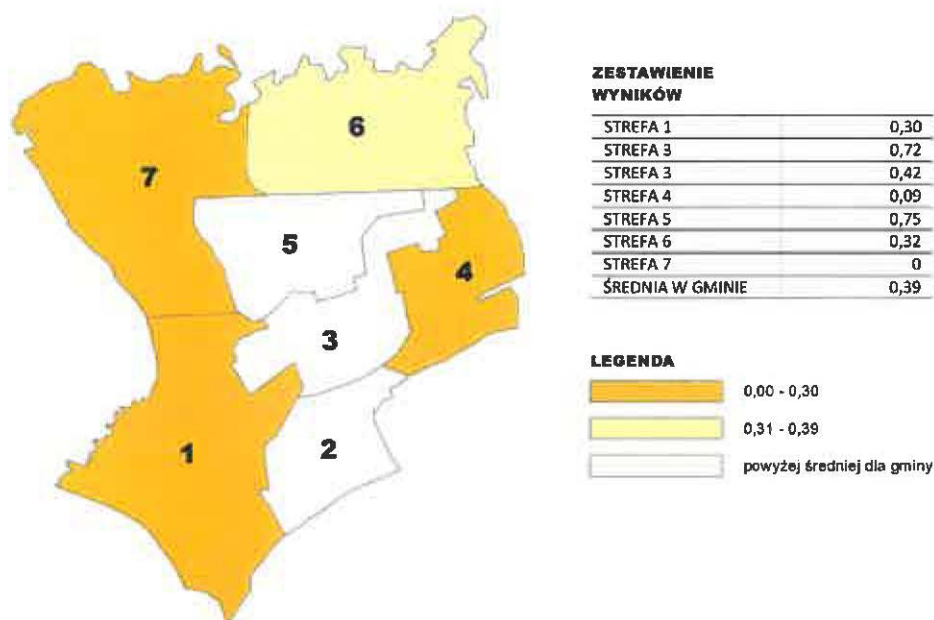 ZESTAWIENIE
WYNIKÓW
STREFA 1 0,30
STREFA 3 0,72
STREFA 3 0,42
STREFA 4 0,09
STREFA 5 0,75
STREFA 6 0,32
STREFA 7 0
ŚREDNIA W GMINIE 0,39
LEGENDA
0,00 - 0,30
0,31 - 0,39
powyżej średniej dla gminy
6
7
5
4
3
2
1